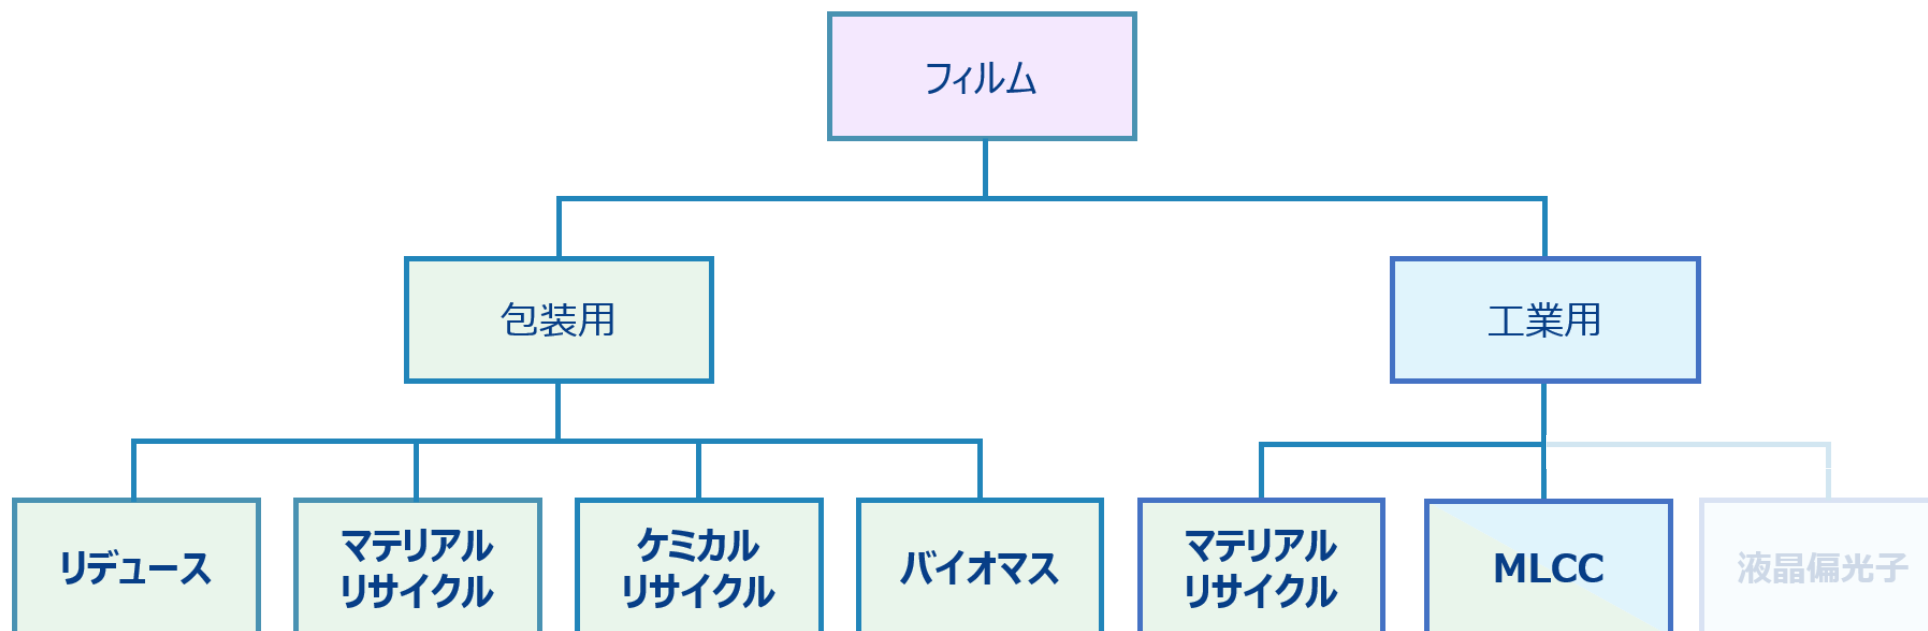 フィルム
包装用
工業用
リデュース
マテリアル
リサイクル
ケミカル
リサイクル
バイオマス
マテリアル
リサイクル
MLCC
液晶偏光子